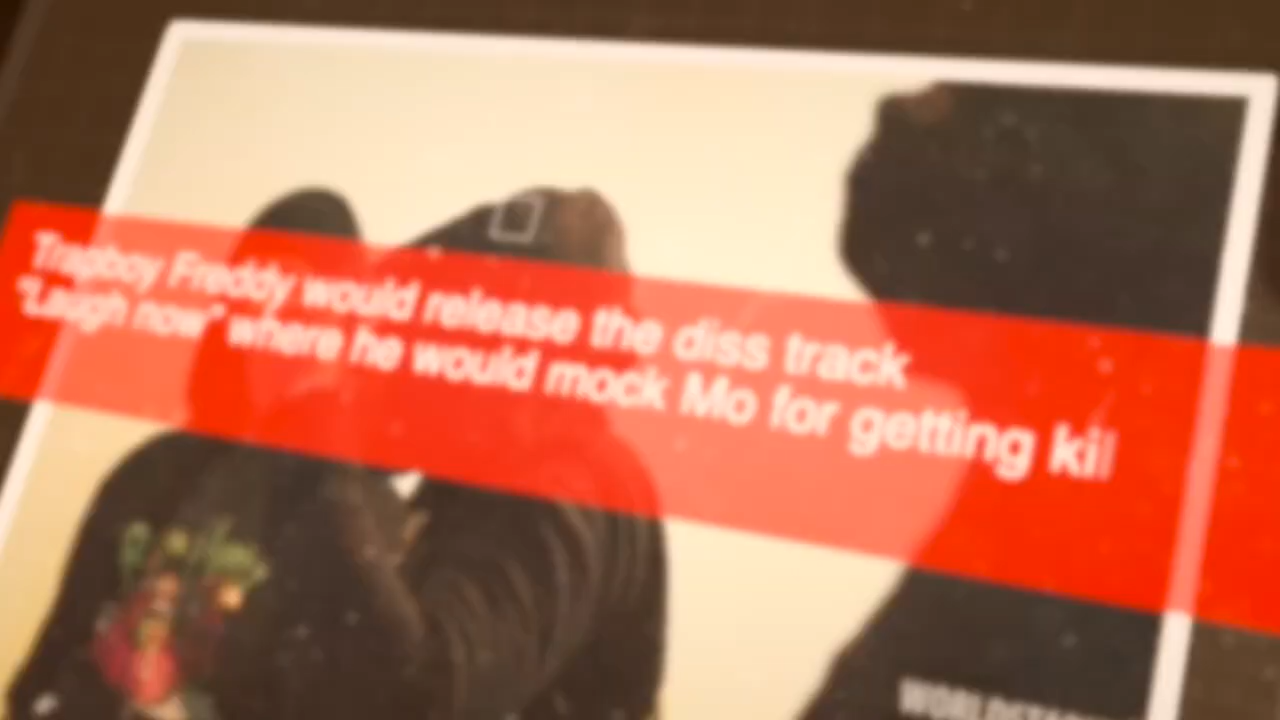 Trapboy Freddy would release the diss track
"Laugh now" where he would mock Mo for getting kil